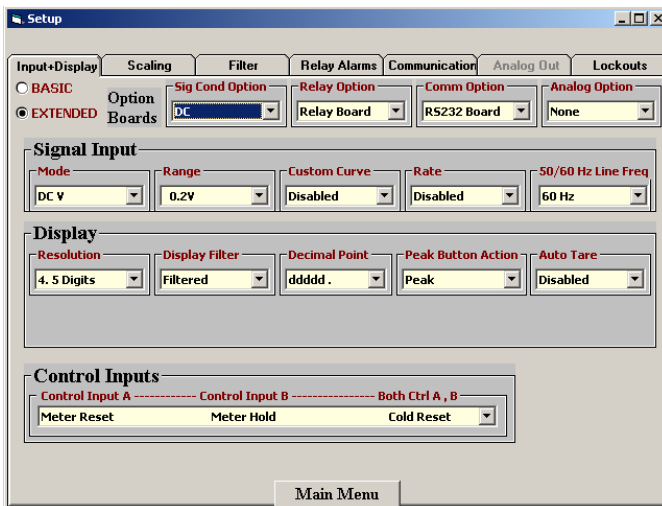 Setup
Input+Display Scaling Filter Relay Alarms Communication Analog Out Lockouts
BASIC
EXTENDED
Option Boards
Sig Cond Option Relay Option Comm Option Analog Option
DC Relay Board RS232 Board None
Signal Input
Mode Range Custom Curve Rate 50/60 Hz Line Freq
DC V 0.2V Disabled Disabled 60 Hz
Display
Resolution Display Filter Decimal Point Peak Button Action Auto Tare
4. 5 Digits Filtered ddddd . Peak Disabled
Control Inputs
Control Input A ------------ Control Input B --------------- Both Ctrl A , B
Meter Reset Meter Hold Cold Reset
Main Menu